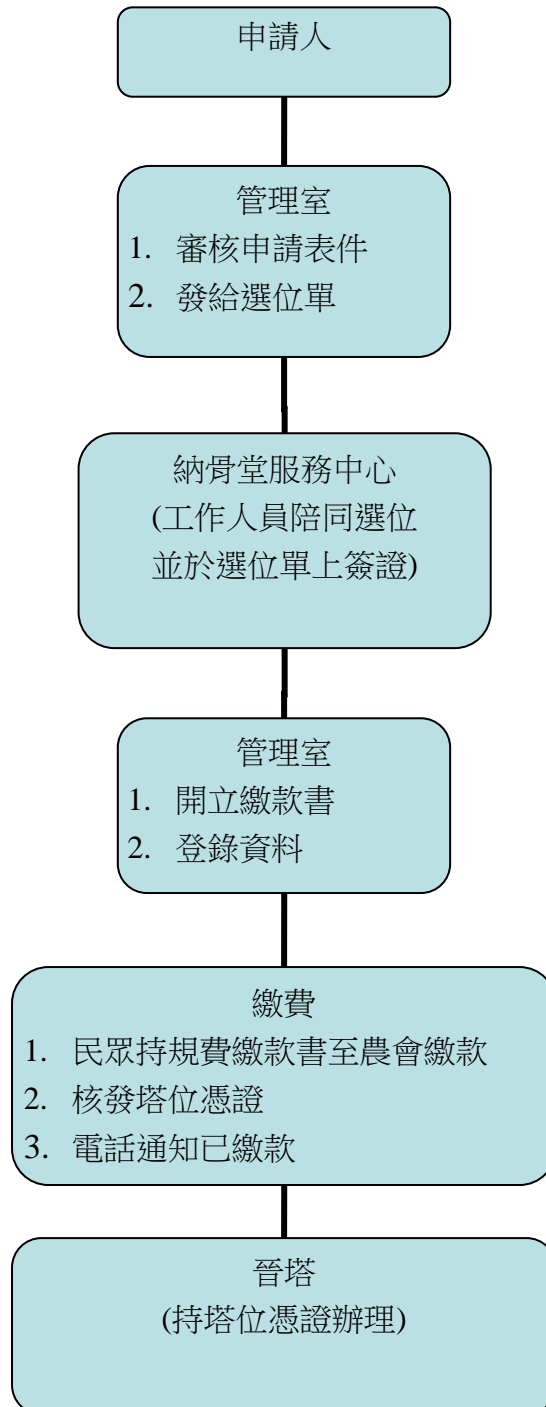 申請人
管理室
1. 審核申請表件
2. 發給選位單
納骨堂服務中心
(工作人員陪同選位
並於選位單上簽證)
管理室
1. 開立繳款書
2. 登錄資料
繳費
1. 民眾持規費繳款書至農會繳款
2. 核發塔位憑證
3. 電話通知已繳款
晉塔
(持塔位憑證辦理)